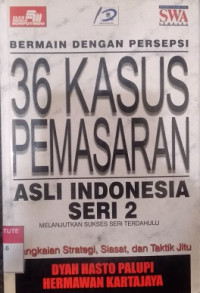 SWA
BERMAIN DENGAN PERSEPSI
36 KASUS
PEMASARAN
ASLI INDONESIA
SERI 2
MELANJUTKAN SUKSES SERI TERDAHULU
angkaian Strategi, Siasat, dan Taktik Jitu
DYAH HASTO PALUPI
HERMAWAN KARTAJAYA